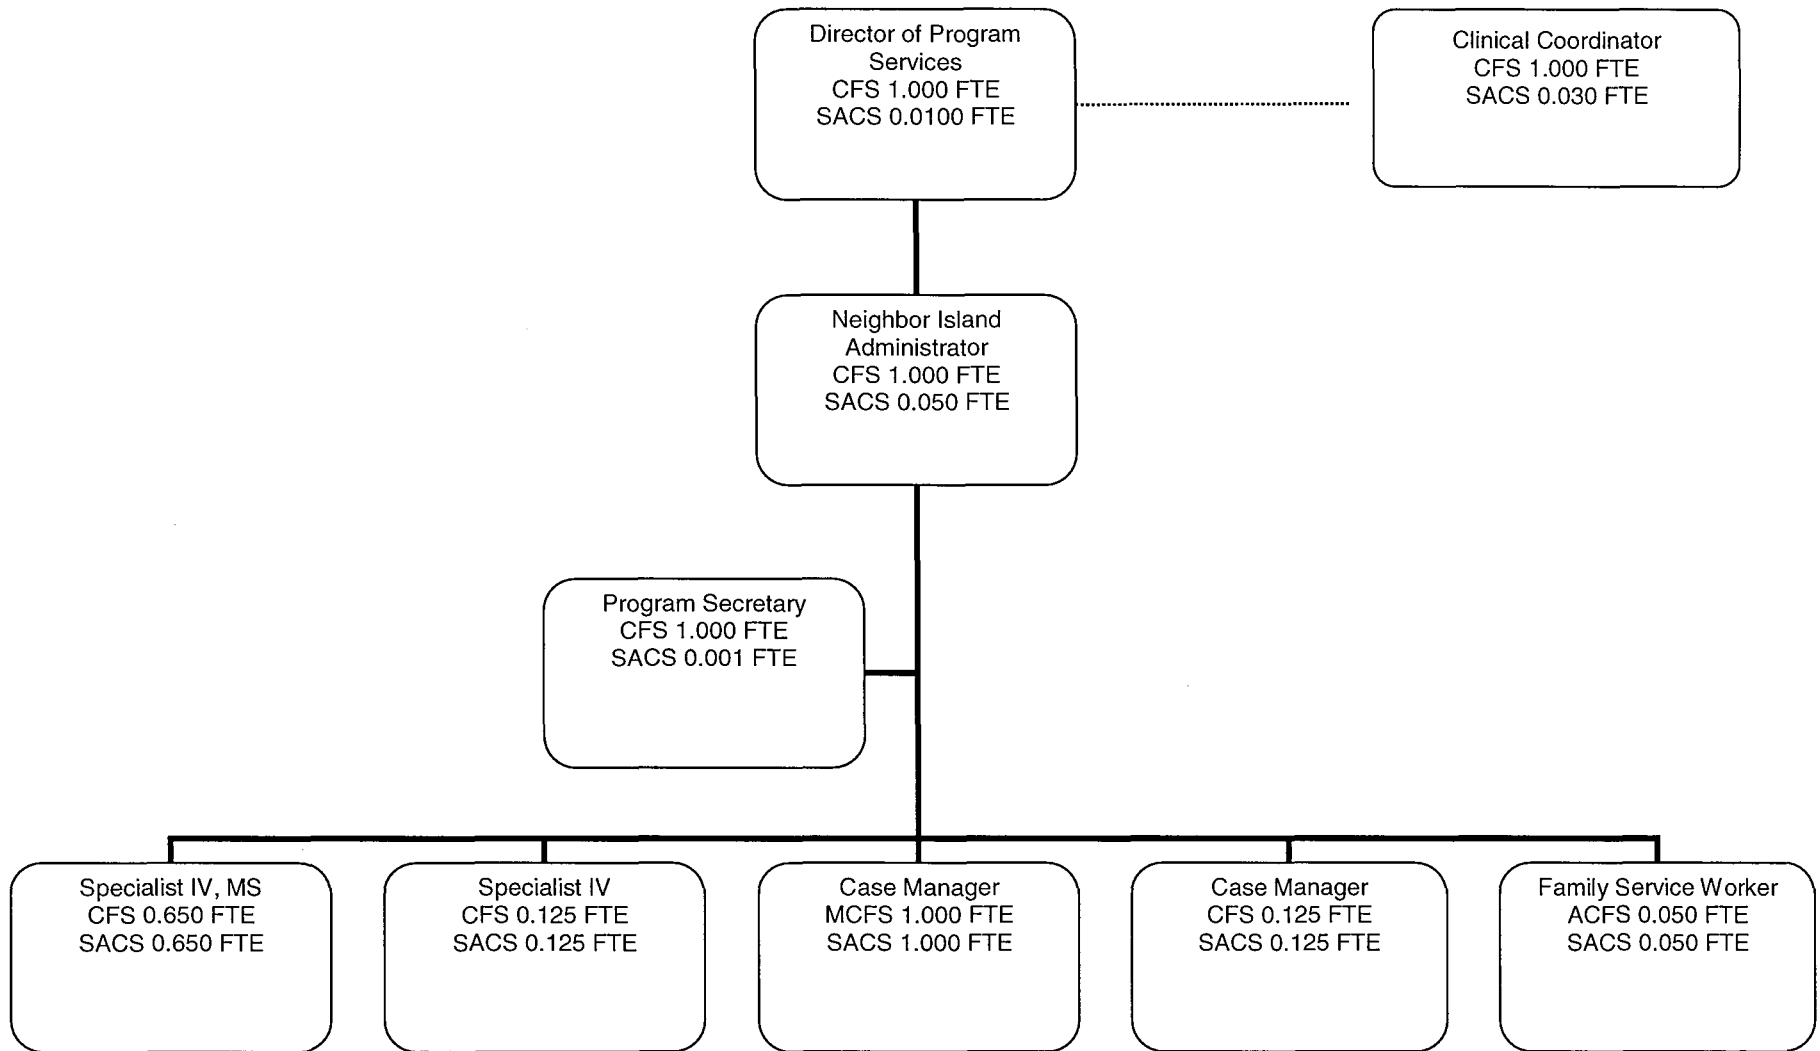 Director of Program
Services
CFS 1.000 FTE
SACS 0.0100 FTE
Clinical Coordinator
CFS 1.000 FTE
SACS 0.030 FTE
Neighbor Island
Administrator
CFS 1.000 FTE
SACS 0.050 FTE
Program Secretary
CFS 1.000 FTE
SACS 0.001 FTE
Specialist IV, MS
CFS 0.650 FTE
SACS 0.650 FTE
Specialist IV
CFS 0.125 FTE
SACS 0.125 FTE
Case Manager
MCFS 1.000 FTE
SACS 1.000 FTE
Case Manager
CFS 0.125 FTE
SACS 0.125 FTE
Family Service Worker
ACFS 0.050 FTE
SACS 0.050 FTE